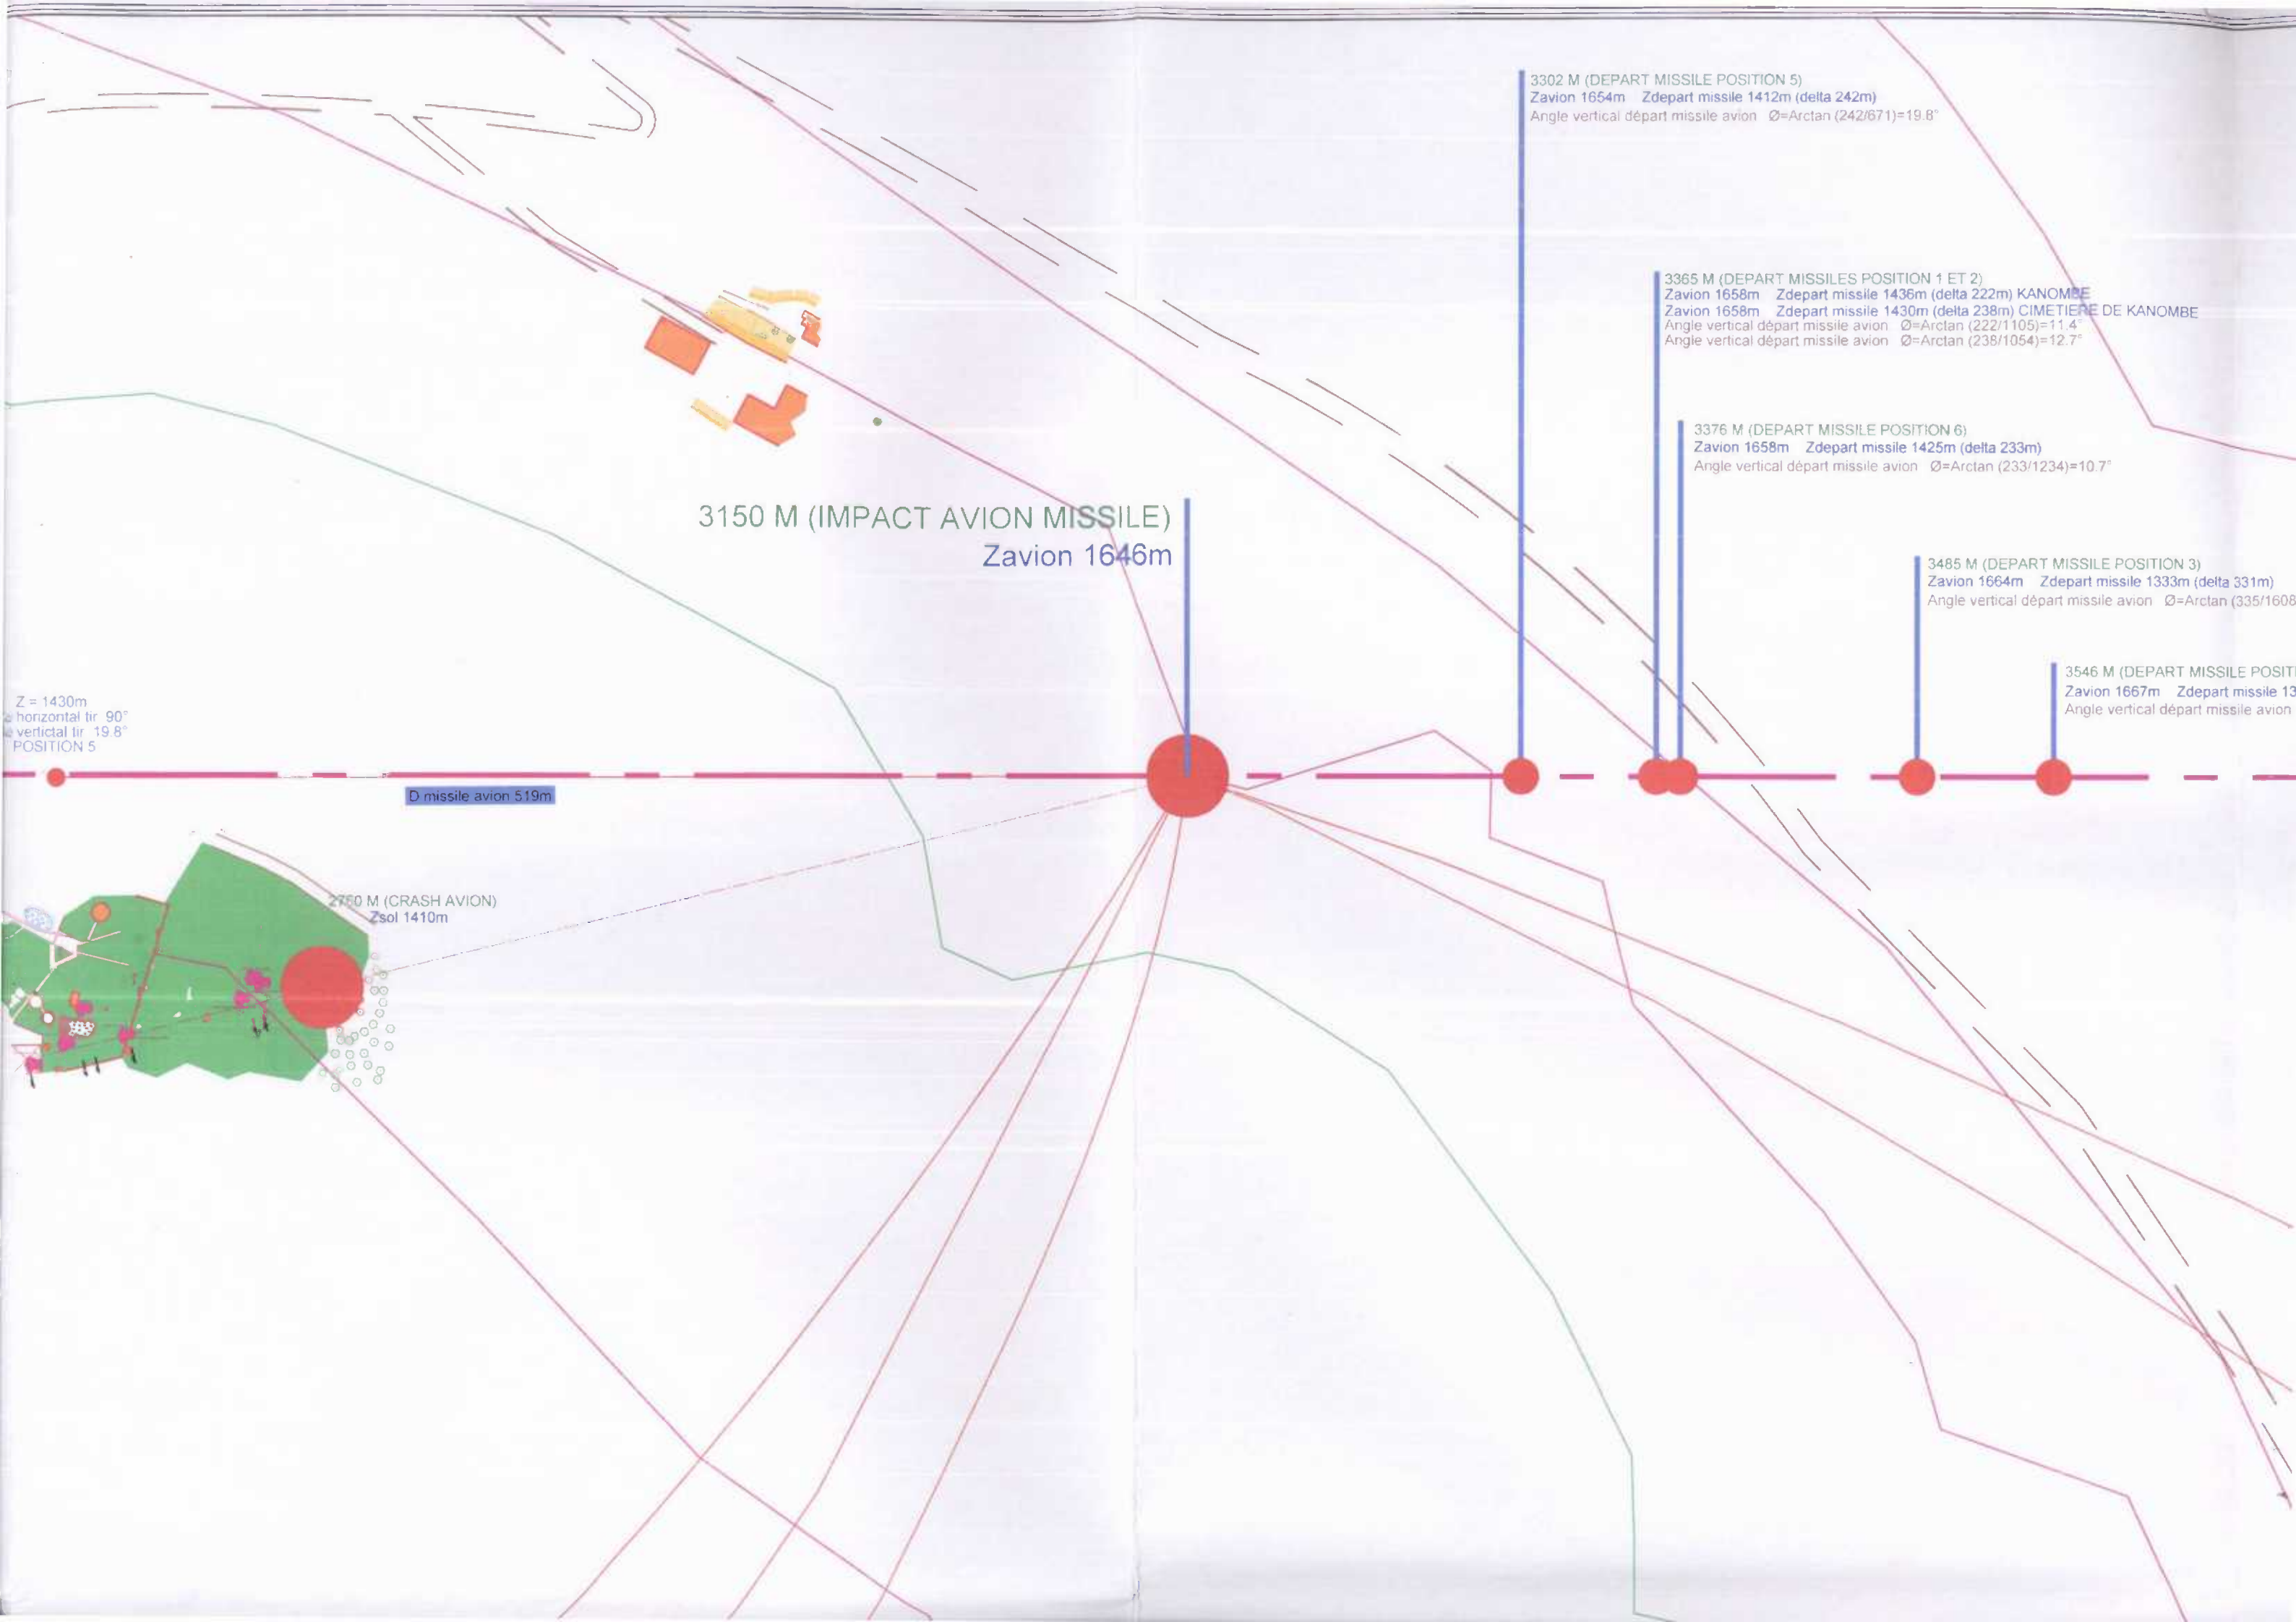 3302 M (DEPART MISSILE POSITION 5)
Zavion 1654m Zdepart missile 1412m (delta 242m)
Angle vertical départ missile avion Ø=Arctan (242/671)=19.8°
3365 M (DEPART MISSILES POSITION 1 ET 2)
Zavion 1658m Zdepart missile 1436m (delta 222m) KANOMBE
Zavion 1658m Zdepart missile 1430m (delta 238m) CIMETIERE DE KANOMBE
Angle vertical départ missile avion Ø=Arctan (222/1105)=11.4°
Angle vertical départ missile avion Ø=Arctan (238/1054)=12.7°
3376 M (DEPART MISSILE POSITION 6)
Zavion 1658m Zdepart missile 1425m (delta 233m)
Angle vertical départ missile avion Ø=Arctan (233/1234)=10.7°
3150 M (IMPACT AVION MISSILE)
Zavion 1646m
3485 M (DEPART MISSILE POSITION 3)
Zavion 1664m Zdepart missile 1333m (delta 331m)
Angle vertical départ missile avion Ø=Arctan (335/1608
3546 M (DEPART MISSILE POSITI
Zavion 1667m Zdepart missile 13
Angle vertical départ missile avion
Z = 1430m
horizontal tir 90°
vertictal tir 19.8°
POSITION 5
D missile avion 519m
2760 M (CRASH AVION)
Zsol 1410m